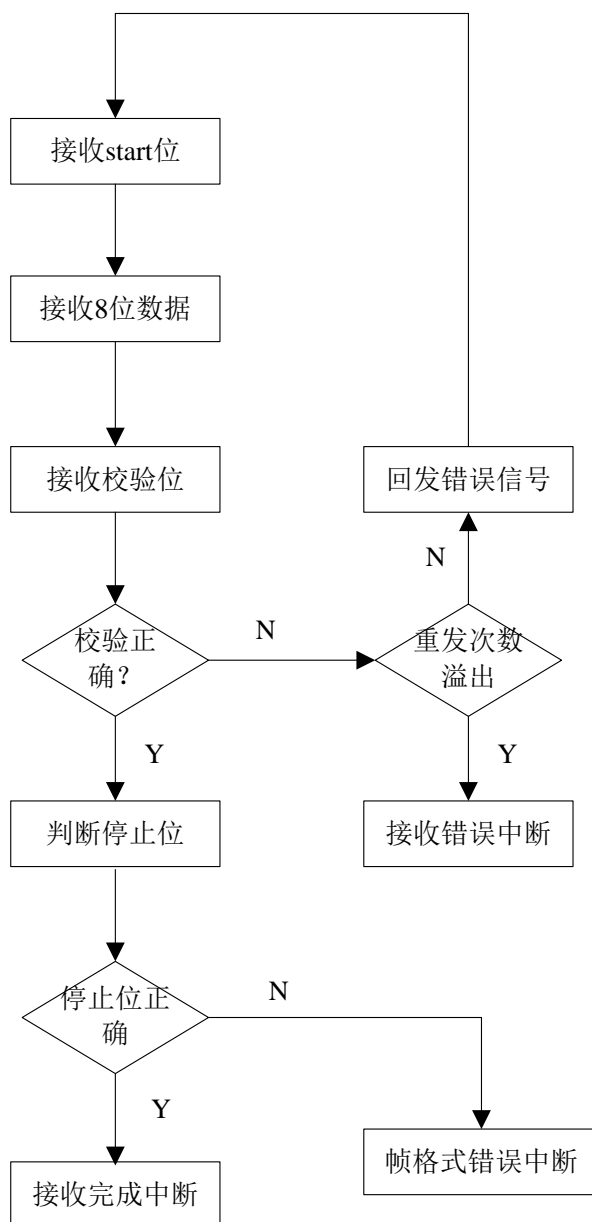 接收start位
接收8位数据
接收校验位
回发错误信号
N
校验正
确？
N
重发次数
溢出
Y
Y
判断停止位
接收错误中断
停止位正
确
N
Y
帧格式错误中断
接收完成中断